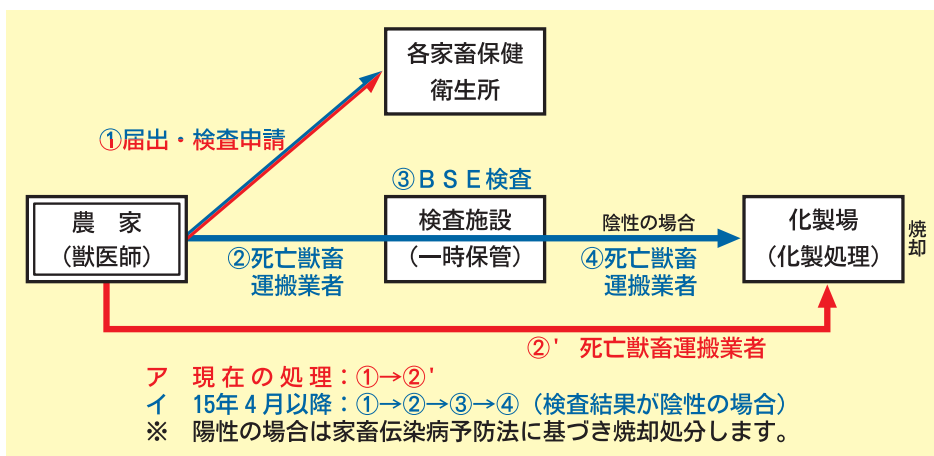 各家畜保健
衛生所
①届出・検査申請
③ＢＳＥ検査
農　家
(獣医師)
検査施設
(一時保管)
陰性の場合
化製場
(化製処理)
焼却
②死亡獣畜
運搬業者
④死亡獣畜
運搬業者
②'　死亡獣畜運搬業者
ア　現在の処理：①→②'
イ　15年４月以降：①→②→③→④（検査結果が陰性の場合）
※　陽性の場合は家畜伝染病予防法に基づき焼却処分します。